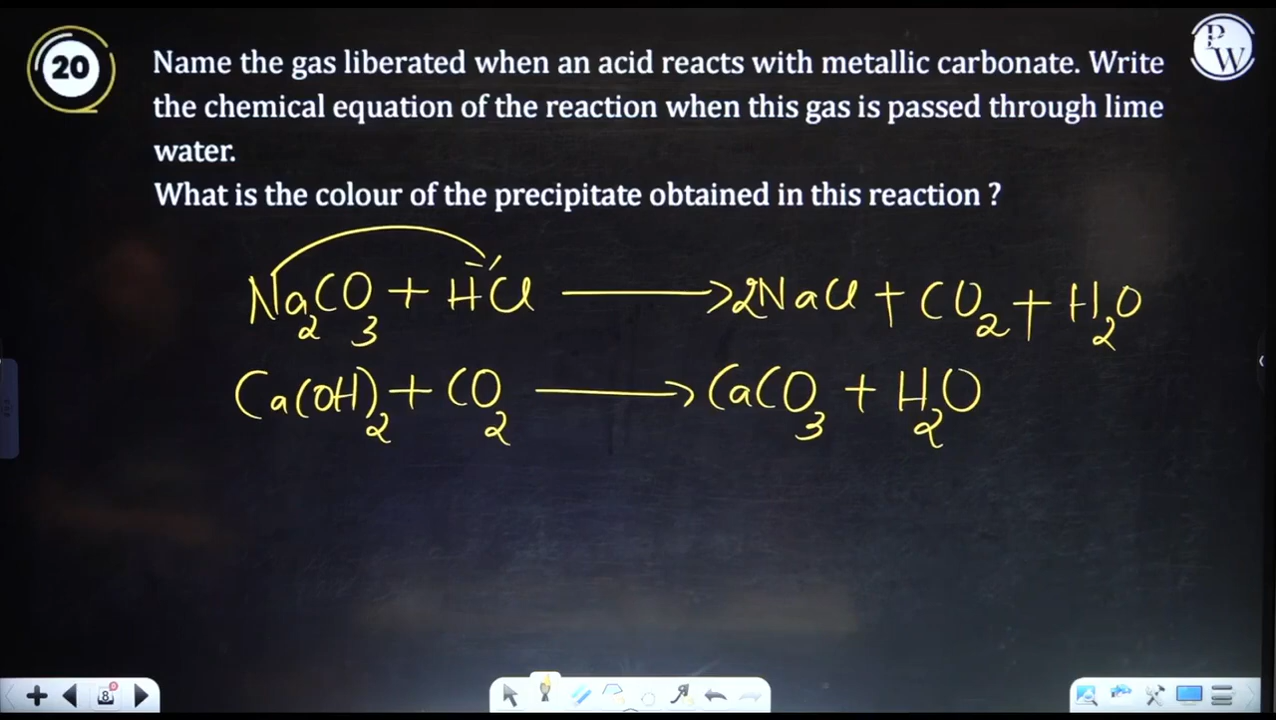 20
Name the gas liberated when an acid reacts with metallic carbonate. Write
the chemical equation of the reaction when this gas is passed through lime
water.
What is the colour of the precipitate obtained in this reaction ?
PW
Na₂CO₃ + HCl ⟶ 2NaCl + CO₂ + H₂O
Ca(OH)₂ + CO₂ ⟶ CaCO₃ + H₂O
8